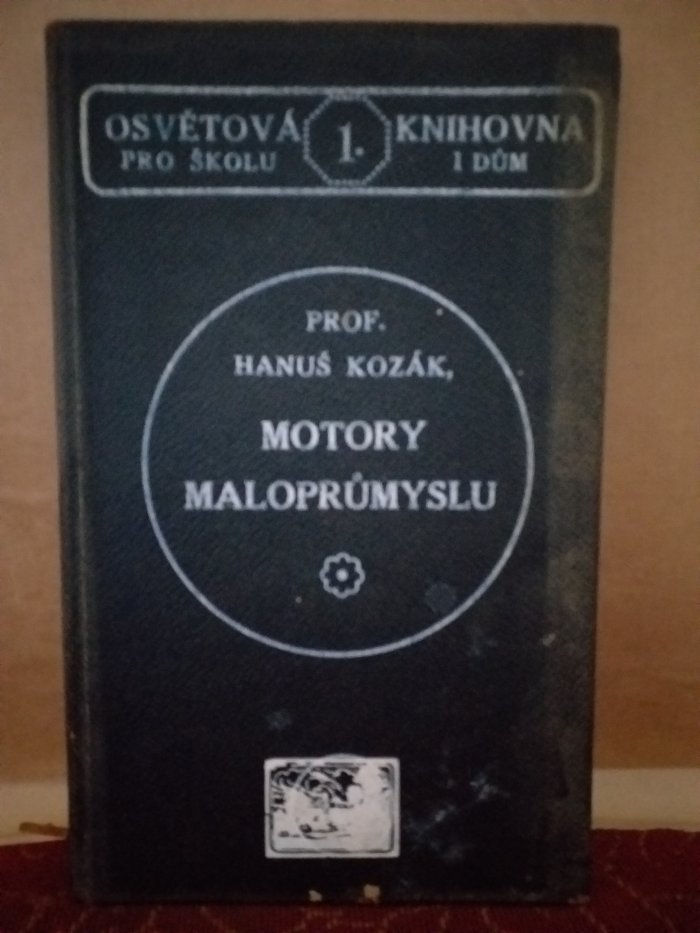 OSVĚTOVÁ 1. KNIHOVNA
PRO ŠKOLU I DŮM
PROF.
HANUŠ KOZÁK,
MOTORY
MALOPRŮMYSLU